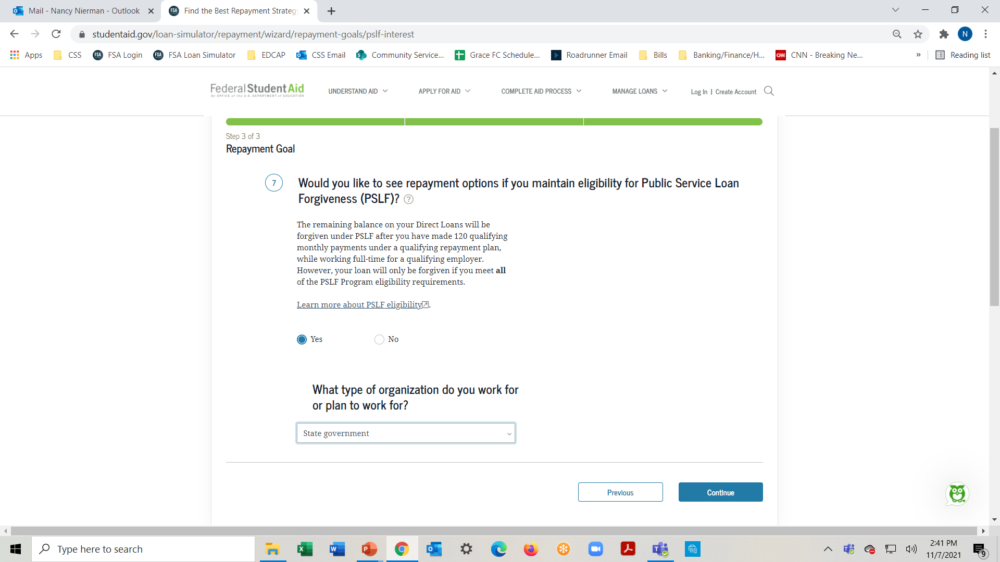 Mail - Nancy Nierman - Outlook
Find the Best Repayment Strateg
studentaid.gov/loan-simulator/repayment/wizard/repayment-goals/pslf-interest
N
Apps CSS FSA Login FSA Loan Simulator EDCAP CSS Email Community Service... Grace FC Schedule... Roadrunner Email Bills Banking/Finance/H... CNN - Breaking Ne... » Reading list
Federal Student Aid
An OFFICE of the U.S. DEPARTMENT of EDUCATION
UNDERSTAND AID APPLY FOR AID COMPLETE AID PROCESS MANAGE LOANS Log In | Create Account
Step 3 of 3
Repayment Goal
7 Would you like to see repayment options if you maintain eligibility for Public Service Loan
Forgiveness (PSLF)? ?
The remaining balance on your Direct Loans will be
forgiven under PSLF after you have made 120 qualifying
monthly payments under a qualifying repayment plan,
while working full-time for a qualifying employer.
However, your loan will only be forgiven if you meet all
of the PSLF Program eligibility requirements.
Learn more about PSLF eligibility.
Yes No
What type of organization do you work for
or plan to work for?
State government
Previous Continue
Type here to search
2:41 PM
11/7/2021
9